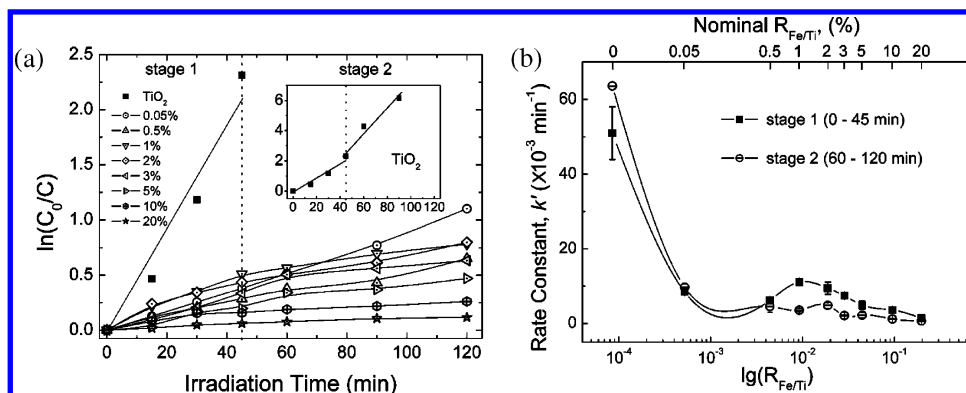 (a)
stage 1
stage 2
TiO2
0.05%
0.5%
1%
2%
3%
5%
10%
20%
2.5
2.0
1.5
1.0
0.5
0.0
ln(C0/C)
0 20 40 60 80 100 120
Irradiation Time (min)
6
4
2
0
TiO2
0 20 40 60 80 100 120
(b)
Nominal RFe/Ti, (%)
0 0.05 0.5 1 2 3 5 10 20
stage 1 (0 - 45 min)
stage 2 (60 - 120 min)
60
40
20
0
Rate Constant, k' (X10-3 min-1)
10-4 10-3 10-2 10-1
lg(RFe/Ti)